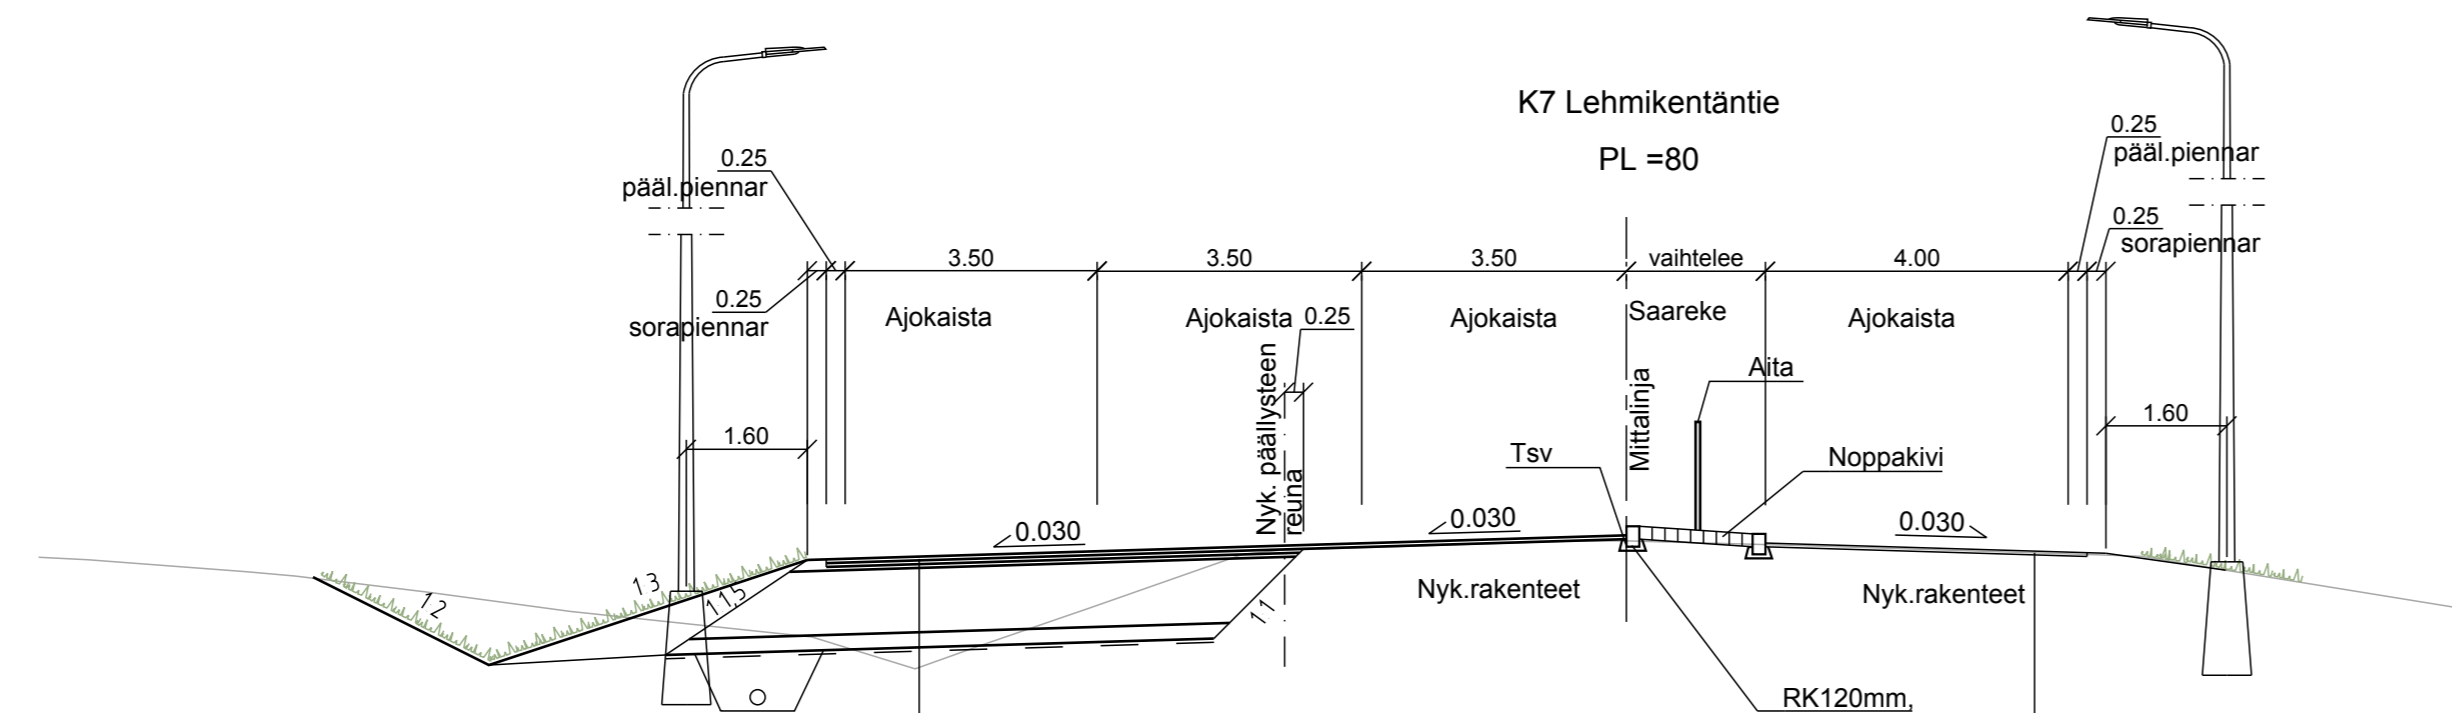 K7 Lehmikentäntie
PL =80
0.25
pääl.piennar
0.25
pääl.piennar
0.25
sorapiennar
3.50
3.50
3.50
vaihtelee
4.00
0.25
sorapiennar
Ajokaista
Ajokaista
0.25
Ajokaista
Saareke
Ajokaista
Nyk. päällysteen
reuna
Mittalinja
Aita
1.60
1.60
Tsv
Noppakivi
0.030
0.030
0.030
1:2
1:3
1:1,5
1:1
Nyk.rakenteet
Nyk.rakenteet
RK120mm,